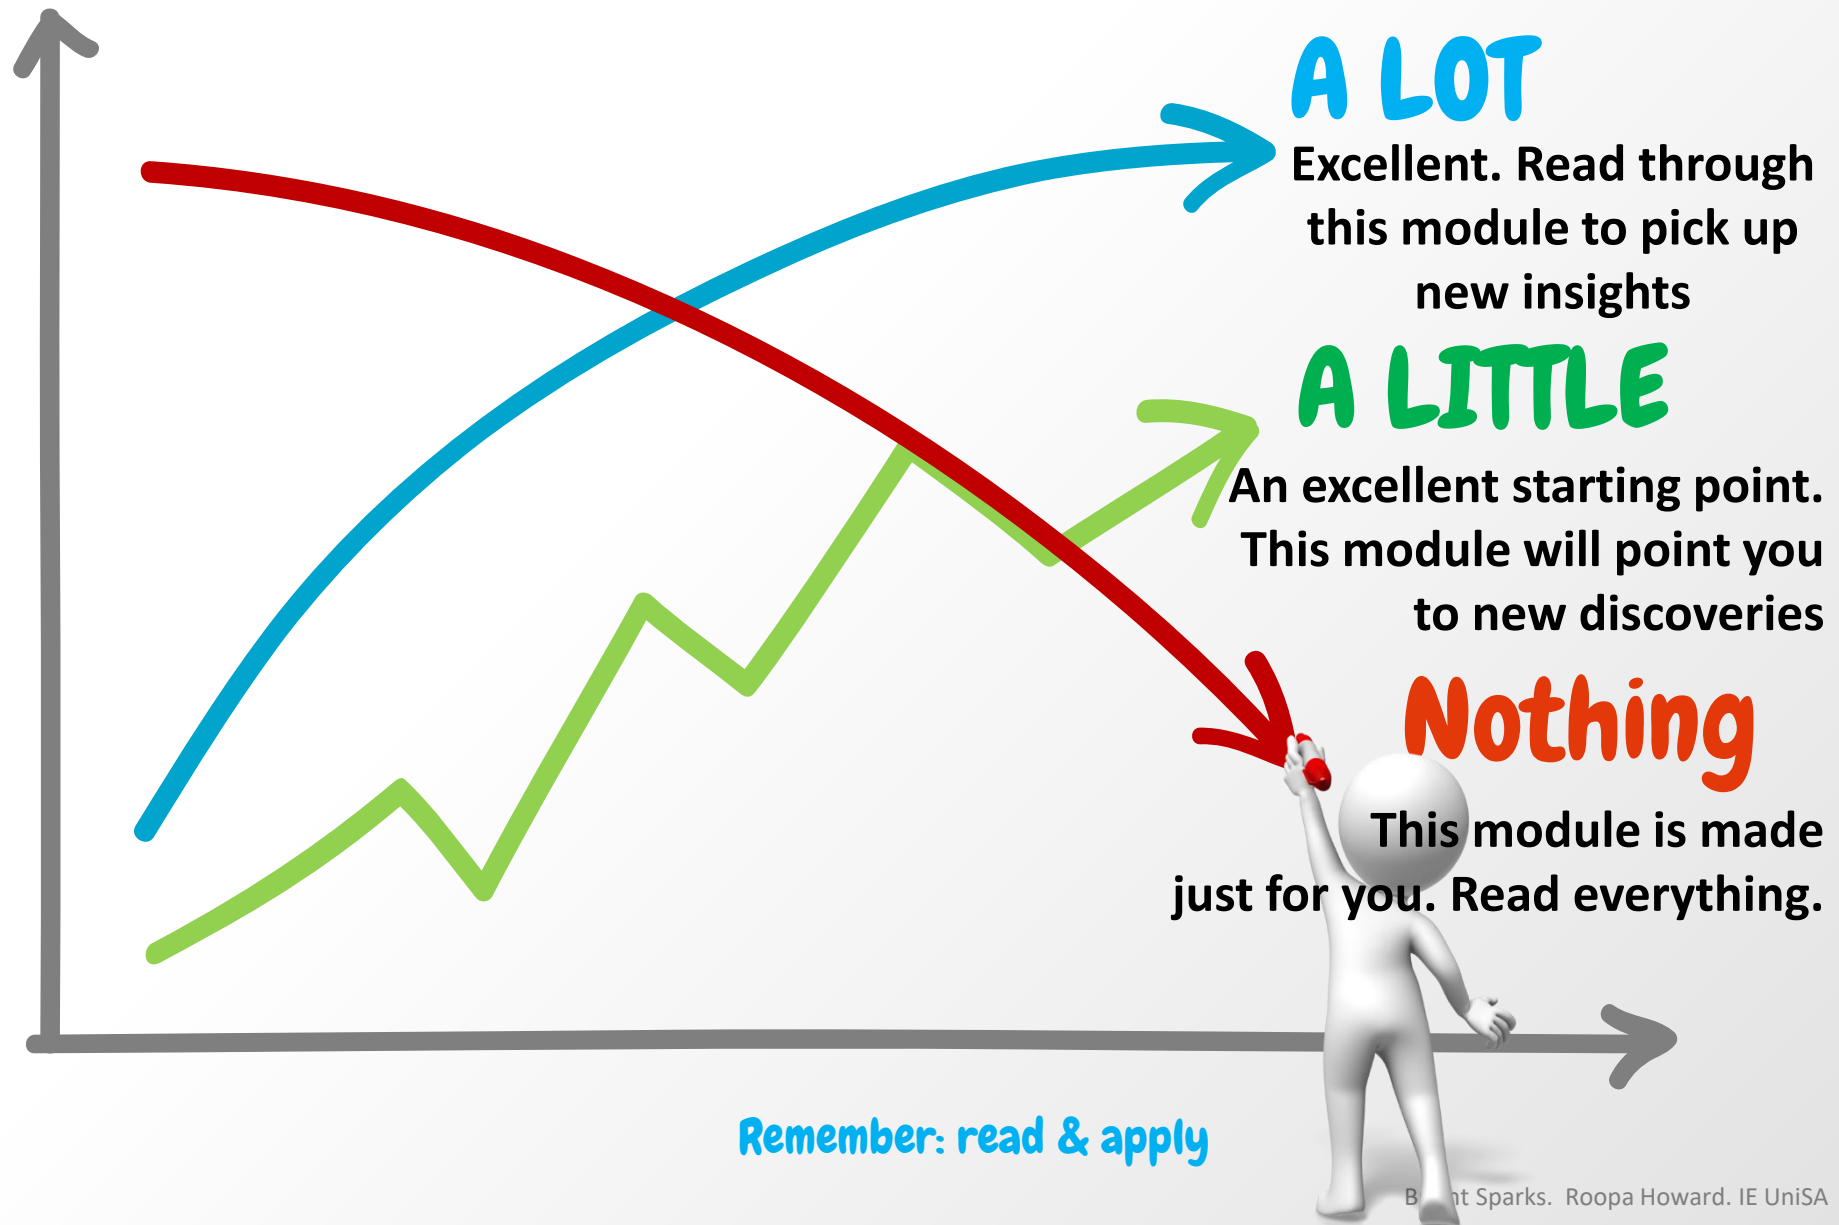 A LOT
Excellent. Read through
this module to pick up
new insights
A LITTLE
An excellent starting point.
This module will point you
to new discoveries
Nothing
This module is made
just for you. Read everything.
Remember: read & apply
Sparks. Roopa Howard. IE UniSA